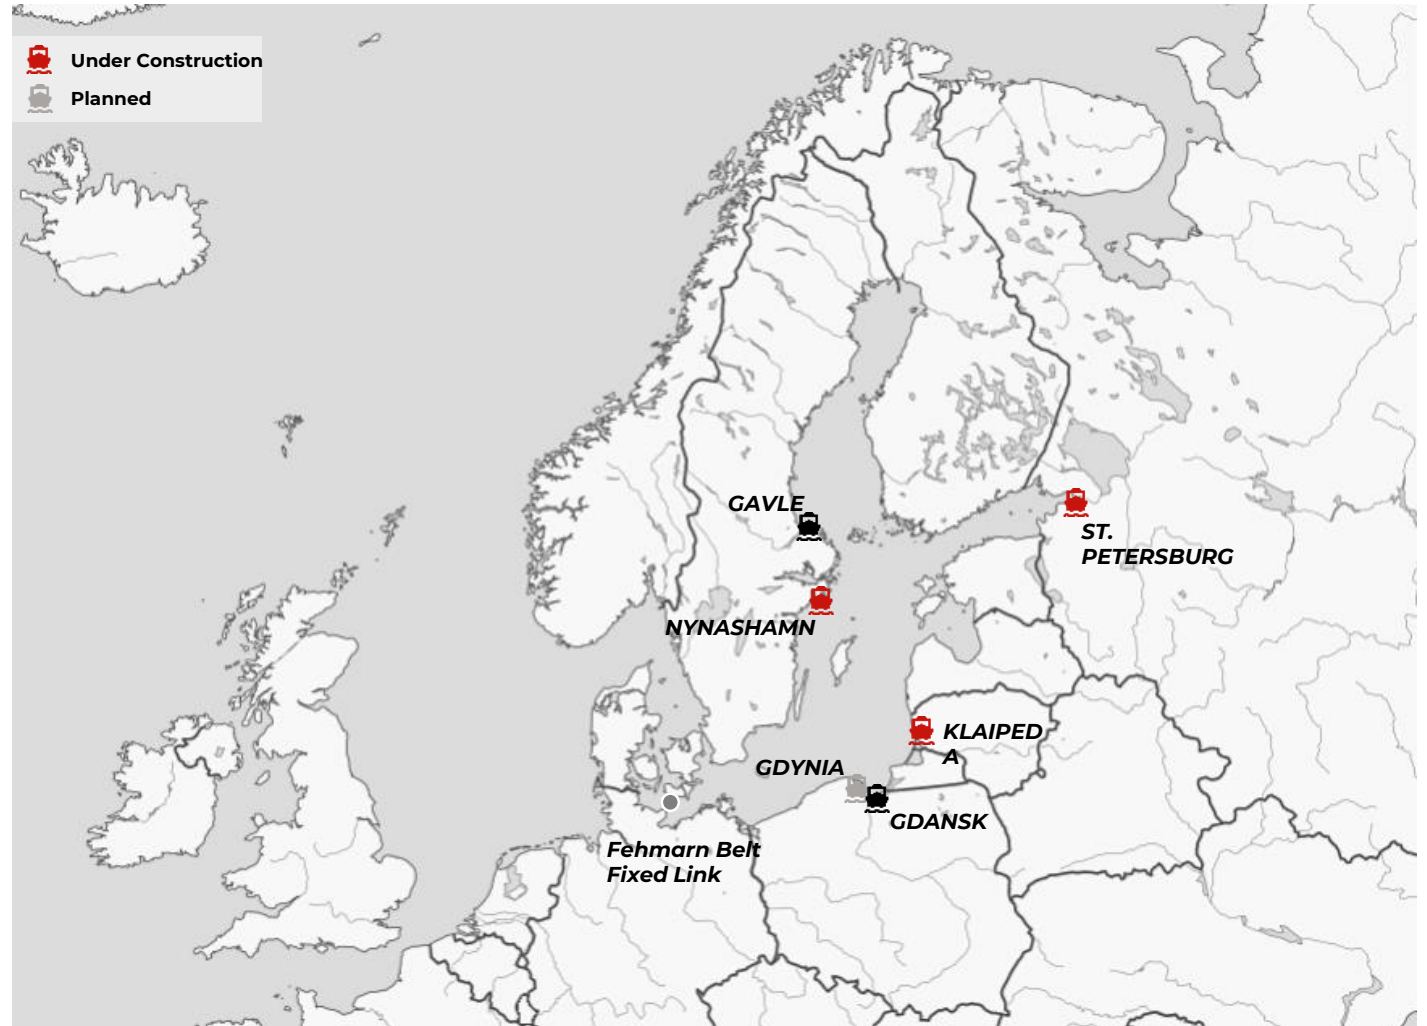 Under Construction
Planned
GAVLE
ST.
PETERSBURG
NYNASHAMN
KLAIPED
A
GDYNIA
GDANSK
Fehmarn Belt
Fixed Link